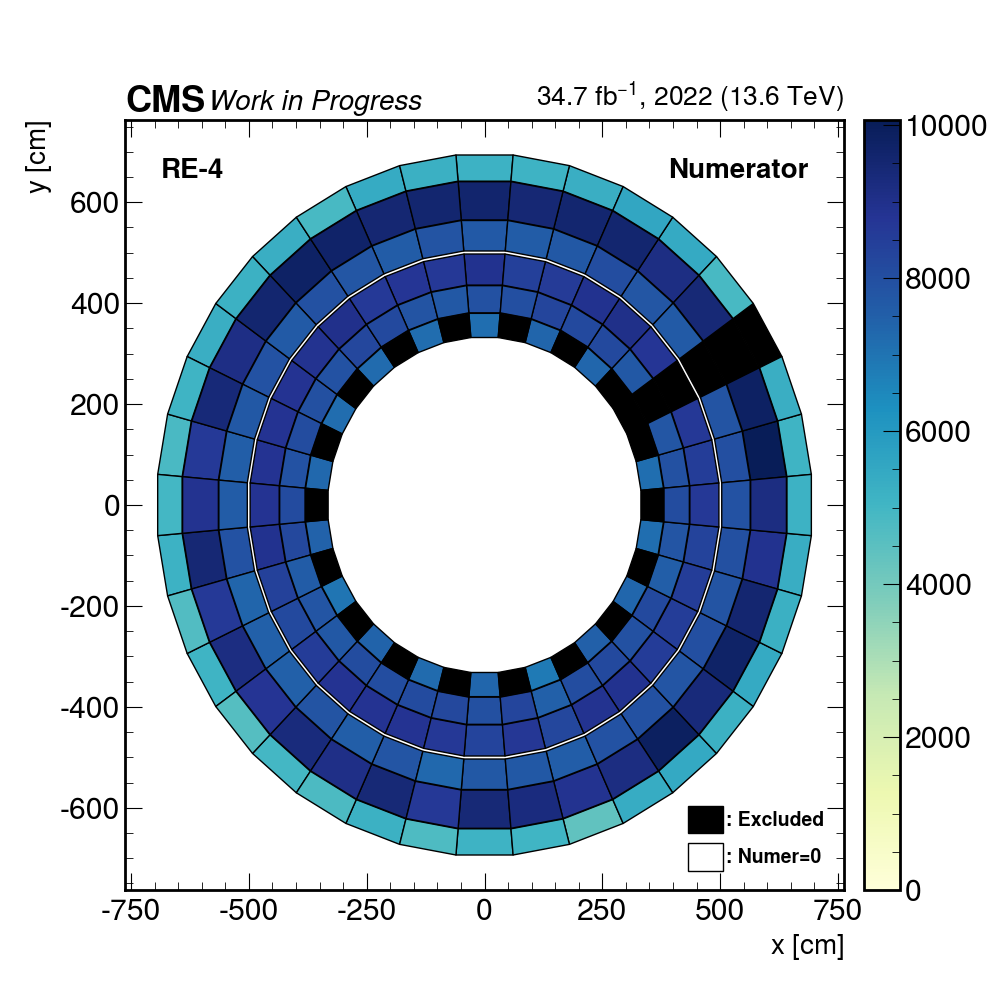 CMS Work in Progress 34.7 fb⁻¹, 2022 (13.6 TeV)
y [cm]
RE-4 Numerator
600
400
200
0
-200
-400
-600
-750 -500 -250 0 250 500 750
x [cm]
: Excluded
: Numer=0
10000
8000
6000
4000
2000
0